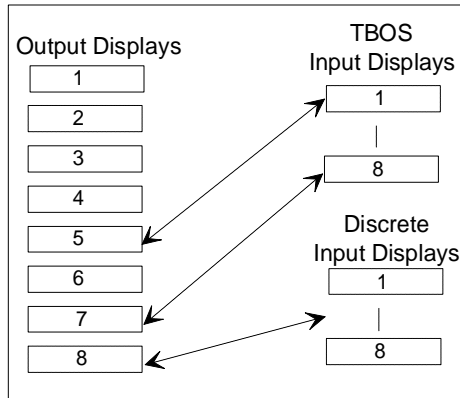 Output Displays
1
2
3
4
5
6
7
8
TBOS
Input Displays
1
8
Discrete
Input Displays
1
8